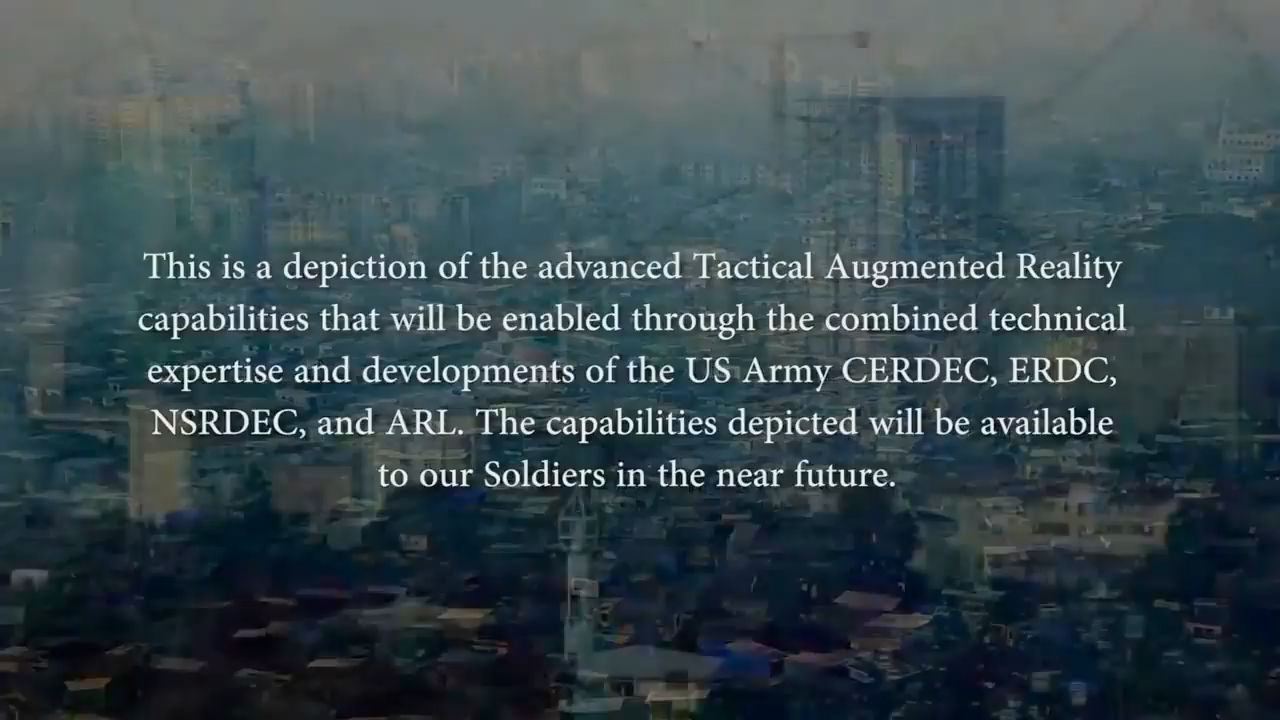 This is a depiction of the advanced Tactical Augmented Reality
capabilities that will be enabled through the combined technical
expertise and developments of the US Army CERDEC, ERDC,
NSRDEC, and ARL. The capabilities depicted will be available
to our Soldiers in the near future.